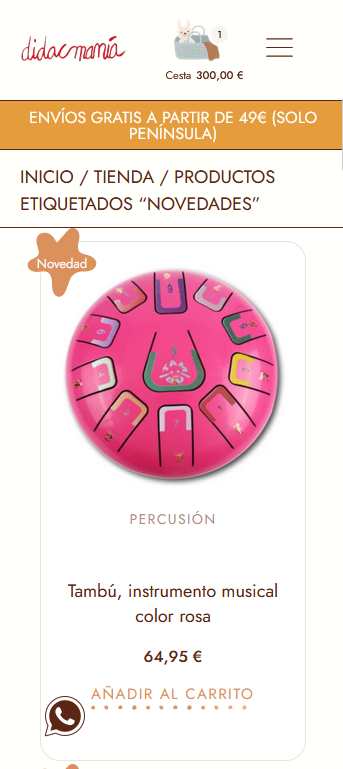 didacmanía
1
Cesta 300,00 €
ENVÍOS GRATIS A PARTIR DE 49€ (SOLO
PENÍNSULA)
INICIO / TIENDA / PRODUCTOS
ETIQUETADOS “NOVEDADES”
Novedad
PERCUSIÓN
Tambú, instrumento musical
color rosa
64,95 €
AÑADIR AL CARRITO